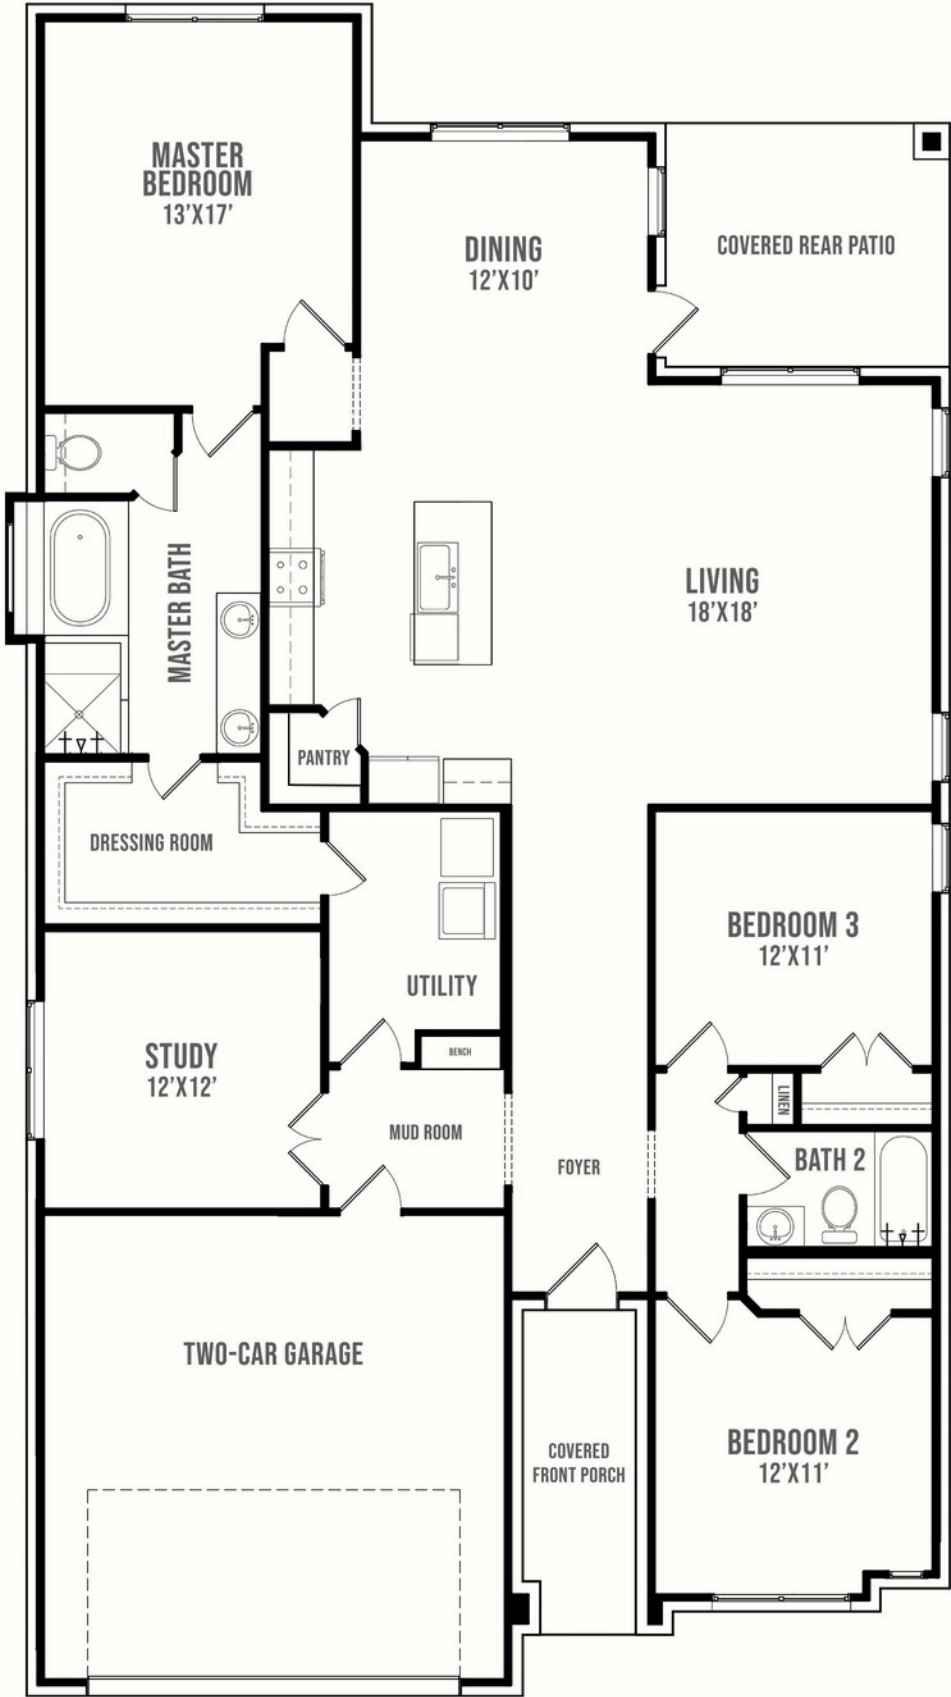 MASTER
BEDROOM
13'X17'
DINING
12'X10'
COVERED REAR PATIO
MASTER BATH
LIVING
18'X18'
PANTRY
DRESSING ROOM
UTILITY
BEDROOM 3
12'X11'
STUDY
12'X12'
BENCH
LINEN
MUD ROOM
FOYER
BATH 2
TWO-CAR GARAGE
COVERED
FRONT PORCH
BEDROOM 2
12'X11'